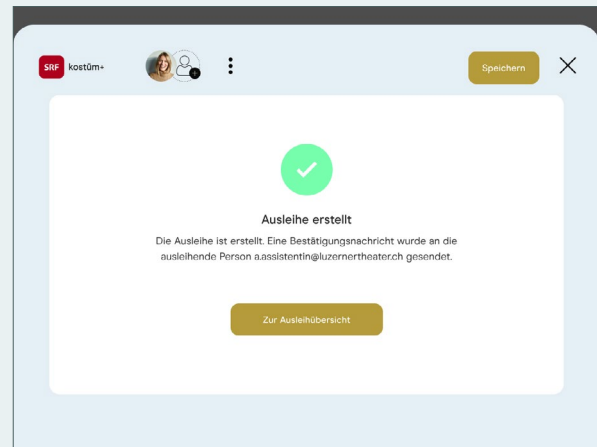 SRF kostüm+
Speichern
Ausleihe erstellt
Die Ausleihe ist erstellt. Eine Bestätigungsnachricht wurde an die
ausleihende Person a.assistentin@luzernertheater.ch gesendet.
Zur Ausleihübersicht